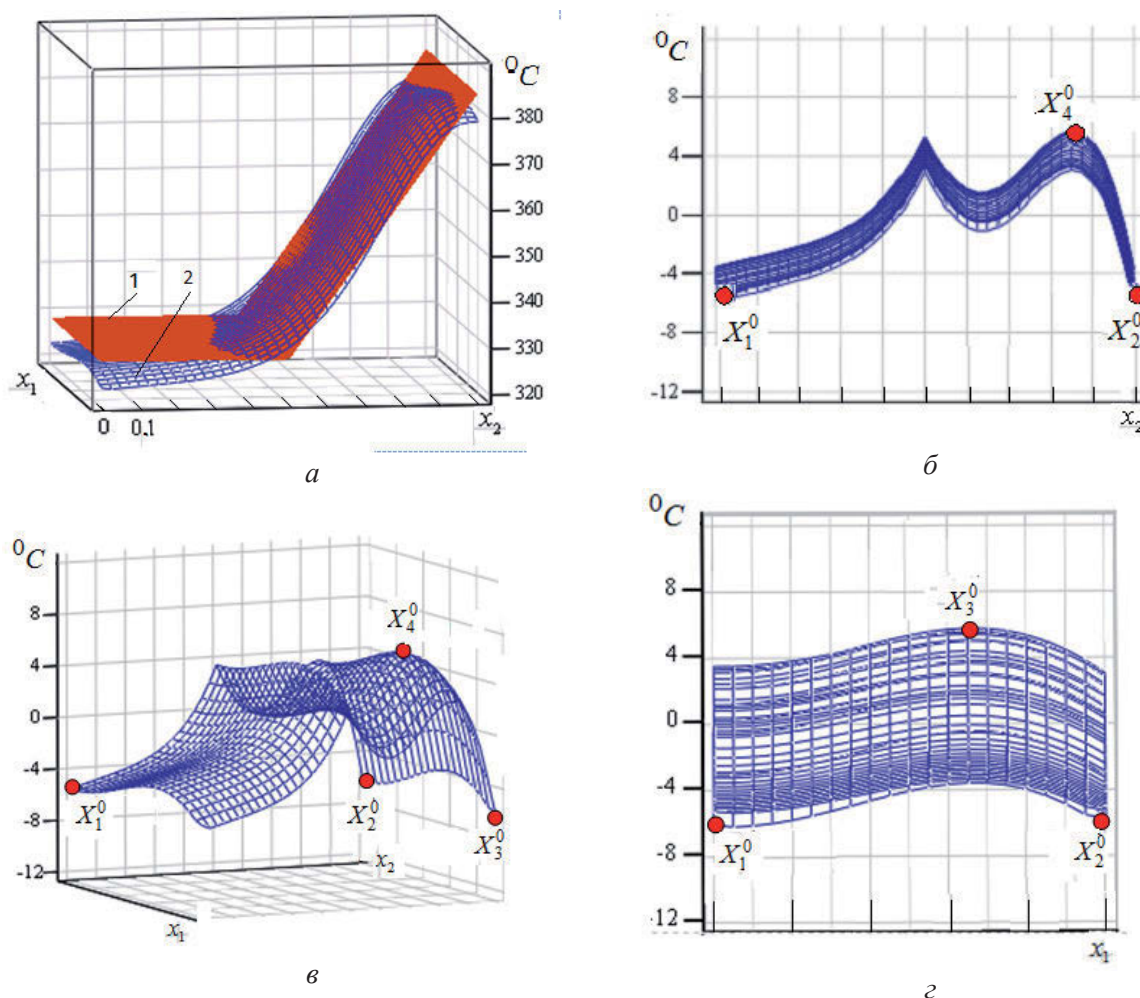 ⁰C
380
370
360
350
340
330
320
1
2
x₁
0 0.1
x₂
а
⁰C
8
4
0
-4
-8
-12
X₄⁰
X₁⁰
X₂⁰
x₂
б
⁰C
8
4
0
-4
-8
-12
X₄⁰
X₁⁰
X₂⁰
X₃⁰
x₂
x₁
в
⁰C
8
4
0
-4
-8
-12
X₃⁰
X₁⁰
X₂⁰
x₁
г